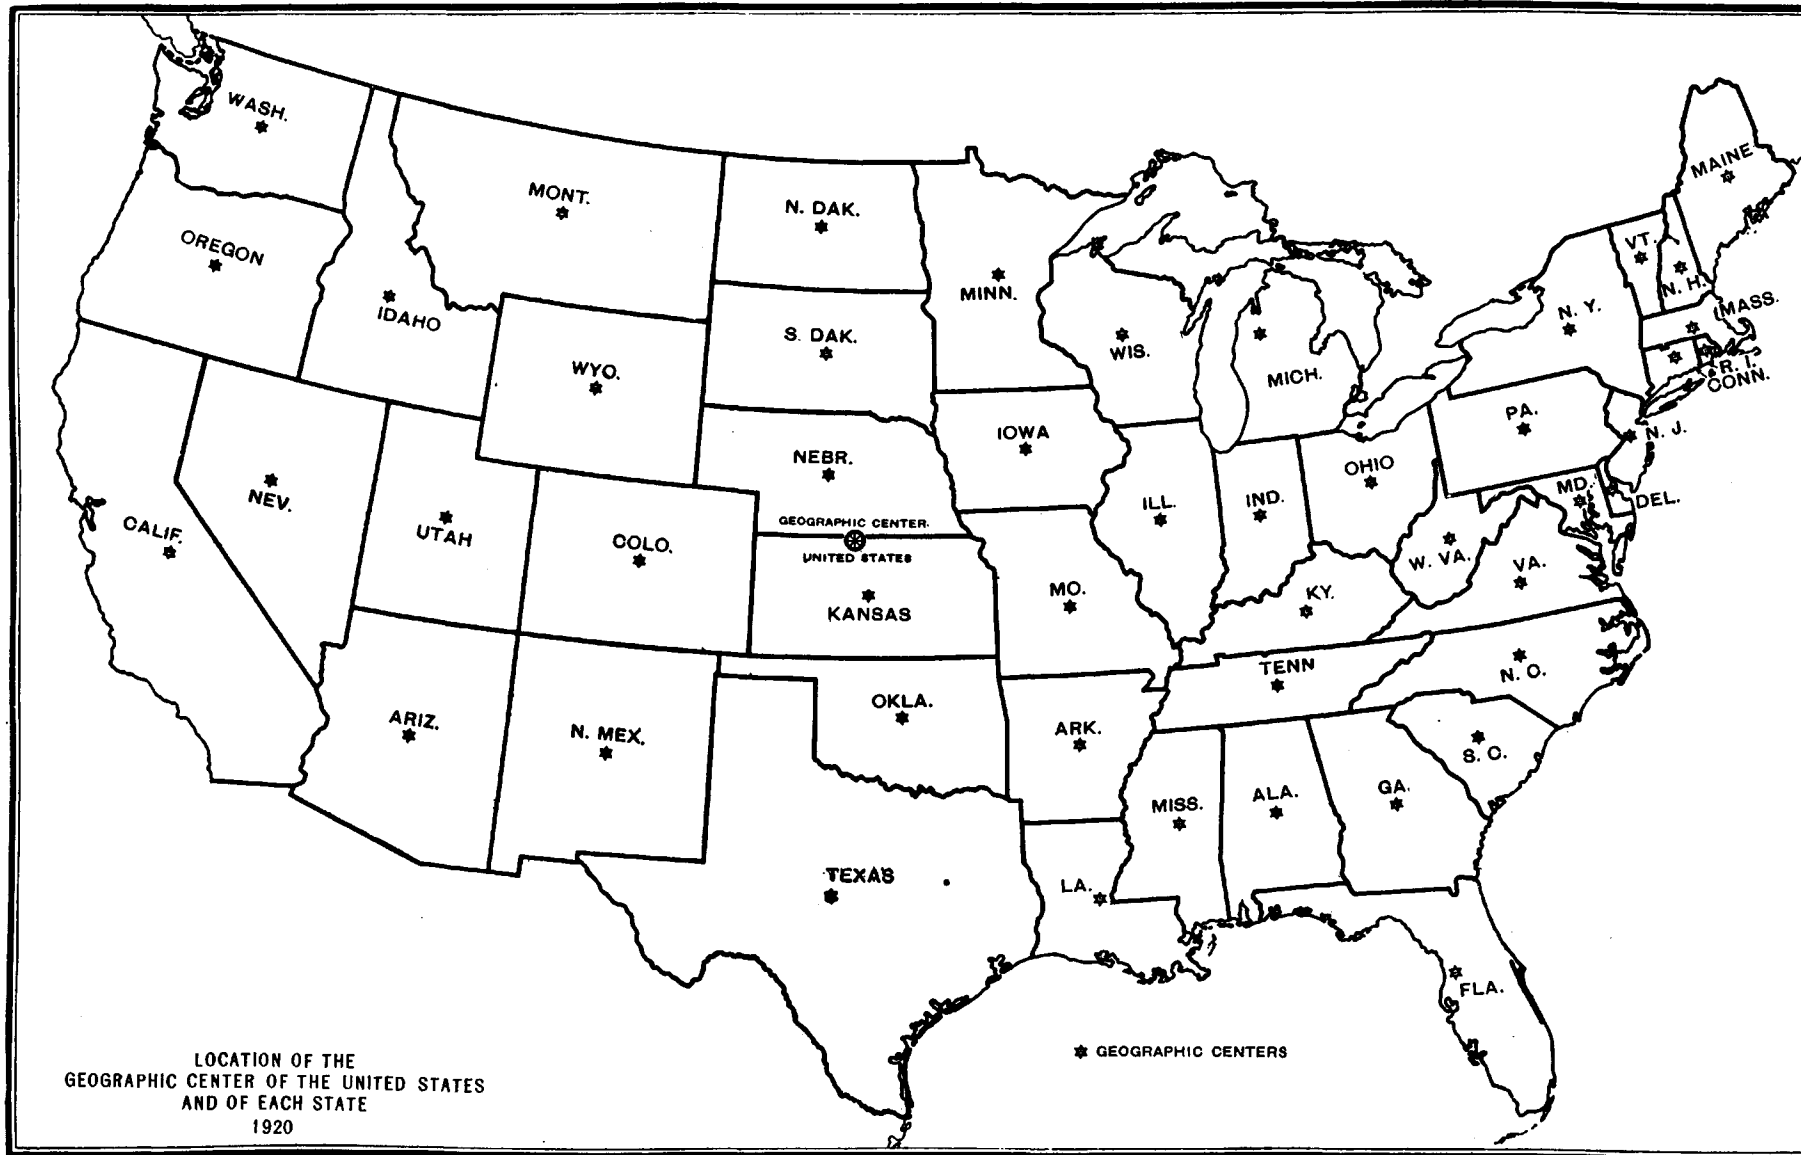 WASH.
MONT.
N. DAK.
MAINE
OREGON
VT.
IDAHO
MINN.
N. H.
MASS.
N. Y.
S. DAK.
WIS.
WYO.
MICH.
R. I.
CONN.
PA.
IOWA
N. J.
NEBR.
OHIO
NEV.
ILL.
IND.
MD.
DEL.
CALIF.
UTAH
COLO.
GEOGRAPHIC CENTER.
UNITED STATES
W. VA.
VA.
MO.
KY.
KANSAS
TENN
N. C.
ARIZ.
N. MEX.
OKLA.
ARK.
S. C.
MISS.
ALA.
GA.
TEXAS
LA.
FLA.
GEOGRAPHIC CENTERS
LOCATION OF THE
GEOGRAPHIC CENTER OF THE UNITED STATES
AND OF EACH STATE
1920